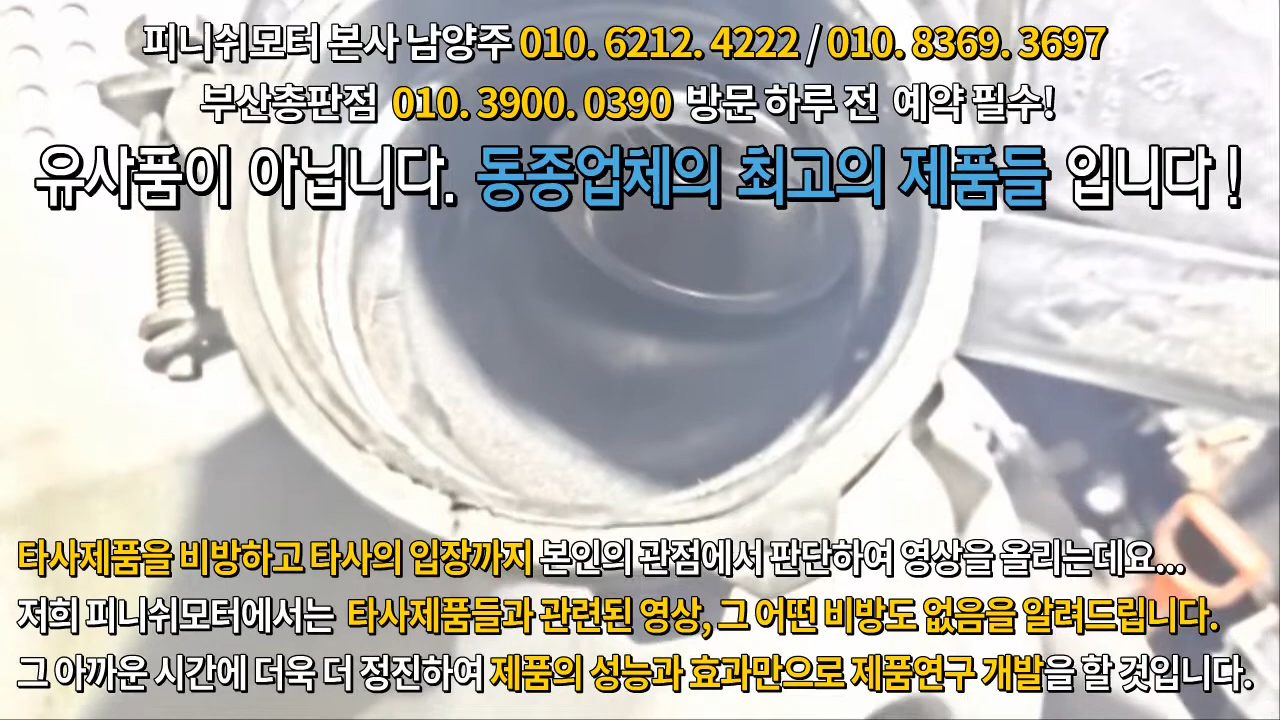 피니쉬모터 본사 남양주 010. 6212. 4222 / 010. 8369. 3697
부산총판점 010. 3900. 0390 방문 하루 전 예약 필수!
유사품이 아닙니다. 동종업체의 최고의 제품들 입니다 !
타사제품을 비방하고 타사의 입장까지 본인의 관점에서 판단하여 영상을 올리는데요...
저희 피니쉬모터에서는 타사제품들과 관련된 영상, 그 어떤 비방도 없음을 알려드립니다.
그 아까운 시간에 더욱 더 정진하여 제품의 성능과 효과만으로 제품연구 개발을 할 것입니다.